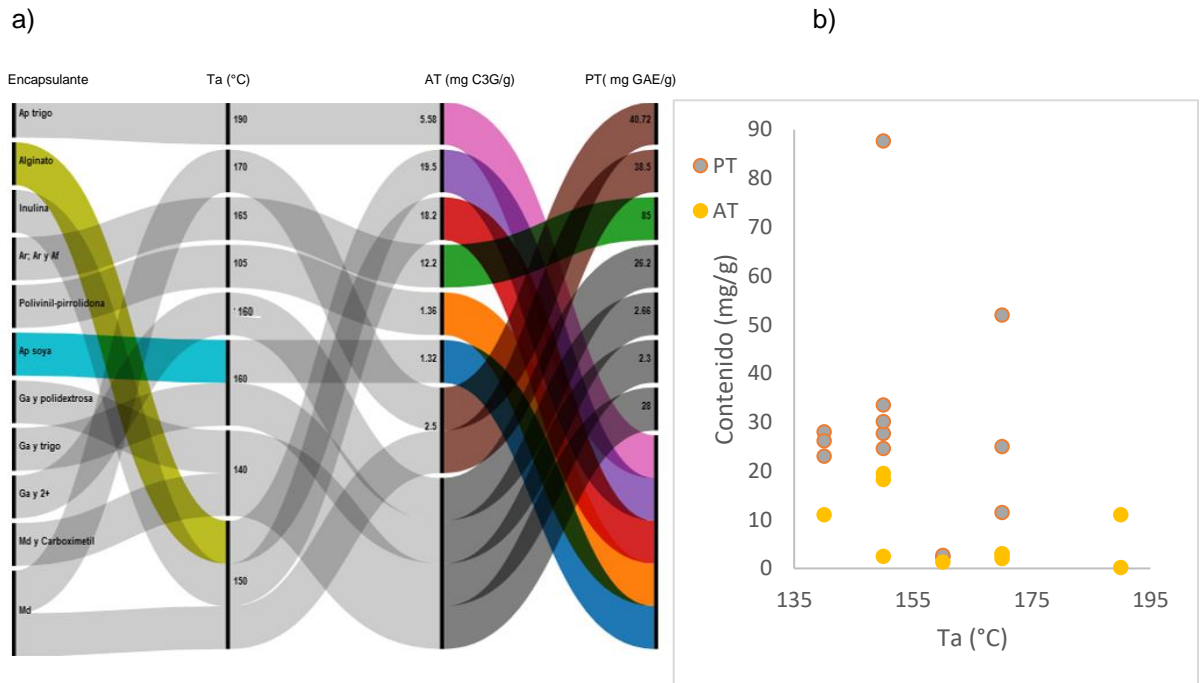 a)
b)
Encapsulante
Ta (°C)
AT (mg C3G/g)
PT( mg GAE/g)
Ap trigo
Alginato
Inulina
Ar; Ar y Af
Polivinil-pirrolidona
Ap soya
Ga y polidextrosa
Ga y trigo
Ga y 2+
Md y Carboximetil
Md
190
170
165
105
160
160
140
150
5.58
19.5
18.2
12.2
1.36
1.32
2.5
40.72
38.5
85
26.2
2.66
2.3
28
90
80
70
60
50
40
30
20
10
0
Contenido (mg/g)
PT
AT
135
155
175
195
Ta (°C)